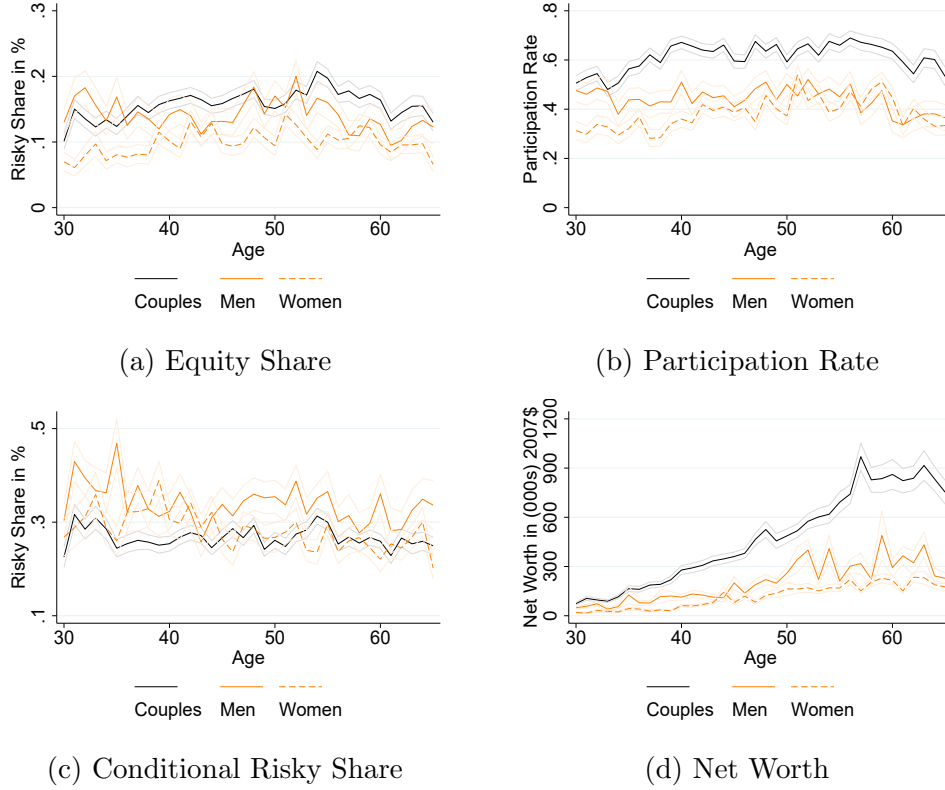 Risky Share in %
.3
.2
.1
0
30 40 50 60
Age
Couples Men Women
(a) Equity Share
Participation Rate
.8
.6
.4
.2
0
30 40 50 60
Age
Couples Men Women
(b) Participation Rate
Risky Share in %
.5
.3
.1
30 40 50 60
Age
Couples Men Women
(c) Conditional Risky Share
Net Worth in (000s) 2007$
1200
900
600
300
0
30 40 50 60
Age
Couples Men Women
(d) Net Worth